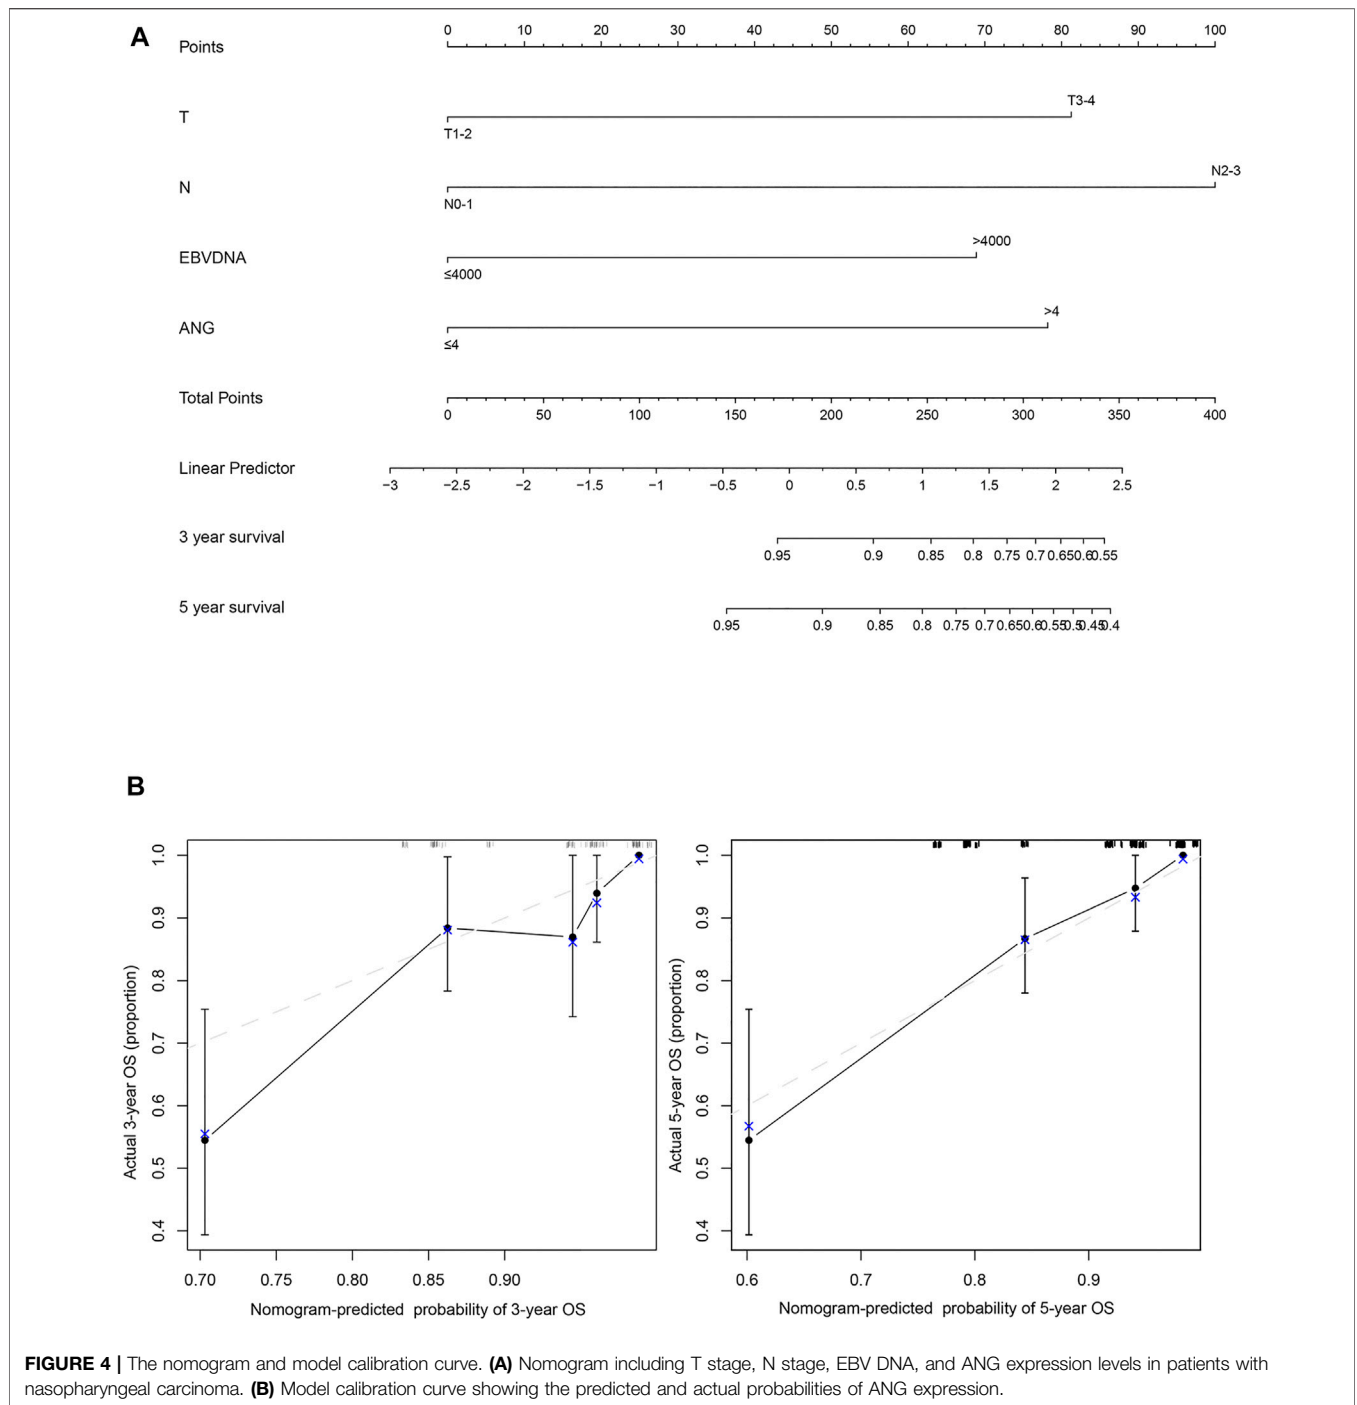 A
Points
0 10 20 30 40 50 60 70 80 90 100
T
T3-4
T1-2
N
N2-3
N0-1
EBVDNA
>4000
≤4000
ANG
>4
≤4
Total Points
0 50 100 150 200 250 300 350 400
Linear Predictor
−3 −2.5 −2 −1.5 −1 −0.5 0 0.5 1 1.5 2 2.5
3 year survival
0.95 0.9 0.85 0.8 0.75 0.7 0.65 0.6 0.55
5 year survival
0.95 0.9 0.85 0.8 0.75 0.7 0.65 0.6 0.55 0.5 0.45 0.4
B
Actual 3-year OS (proportion)
1.0
0.9
0.8
0.7
0.6
0.5
0.4
0.70 0.75 0.80 0.85 0.90
Nomogram-predicted probability of 3-year OS
Actual 5-year OS (proportion)
1.0
0.9
0.8
0.7
0.6
0.5
0.4
0.6 0.7 0.8 0.9
Nomogram-predicted probability of 5-year OS
FIGURE 4 | The nomogram and model calibration curve. (A) Nomogram including T stage, N stage, EBV DNA, and ANG expression levels in patients with
nasopharyngeal carcinoma. (B) Model calibration curve showing the predicted and actual probabilities of ANG expression.